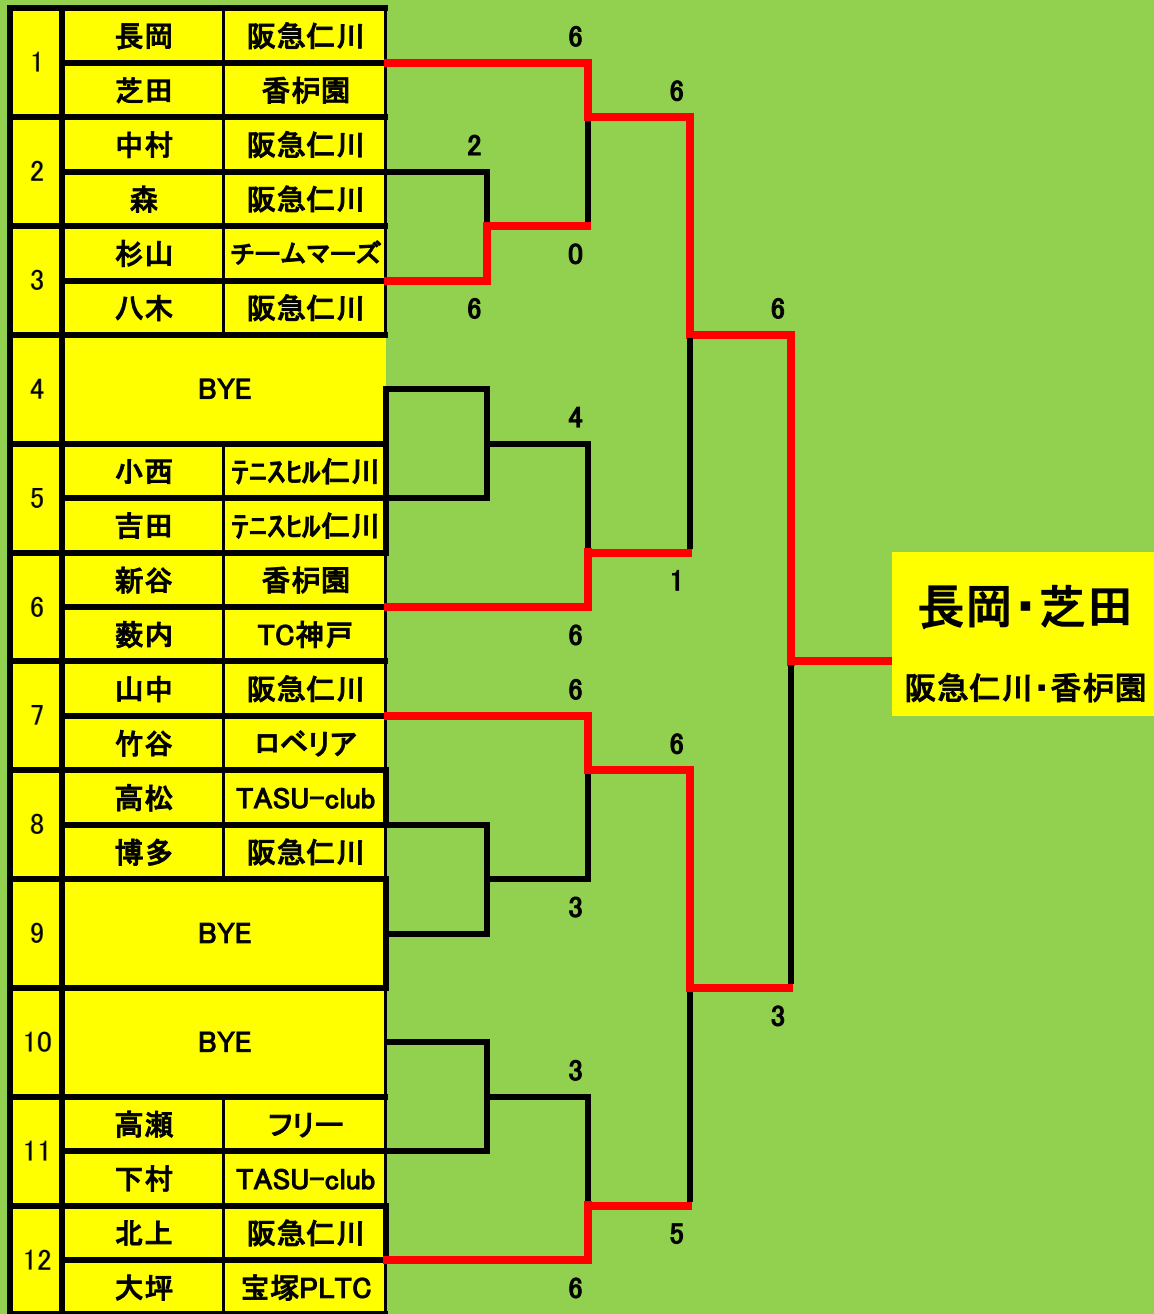 1
長岡 阪急仁川
芝田 香枦園
6
6
2
中村 阪急仁川
森 阪急仁川
2
3
杉山 チームマーズ
八木 阪急仁川
0
6
6
4
BYE
4
5
小西 テニスヒル仁川
吉田 テニスヒル仁川
6
新谷 香枦園
薮内 TC神戸
1
6
長岡・芝田
阪急仁川・香枦園
7
山中 阪急仁川
竹谷 ロベリア
6
6
8
高松 TASU-club
博多 阪急仁川
3
9
BYE
10
BYE
3
3
11
高瀬 フリー
下村 TASU-club
12
北上 阪急仁川
大坪 宝塚PLTC
5
6